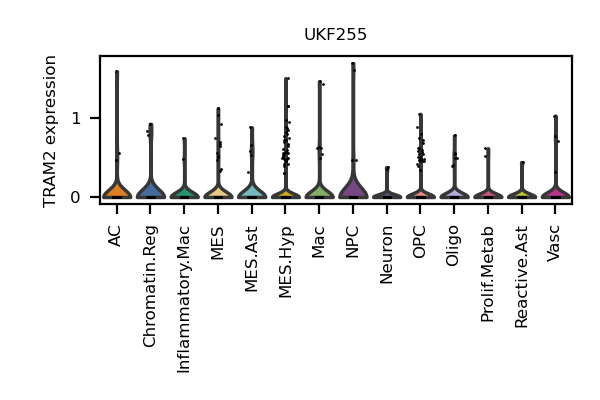 UKF255
TRAM2 expression
1
0
AC
Chromatin.Reg
Inflammatory.Mac
MES
MES.Ast
MES.Hyp
Mac
NPC
Neuron
OPC
Oligo
Prolif.Metab
Reactive.Ast
Vasc